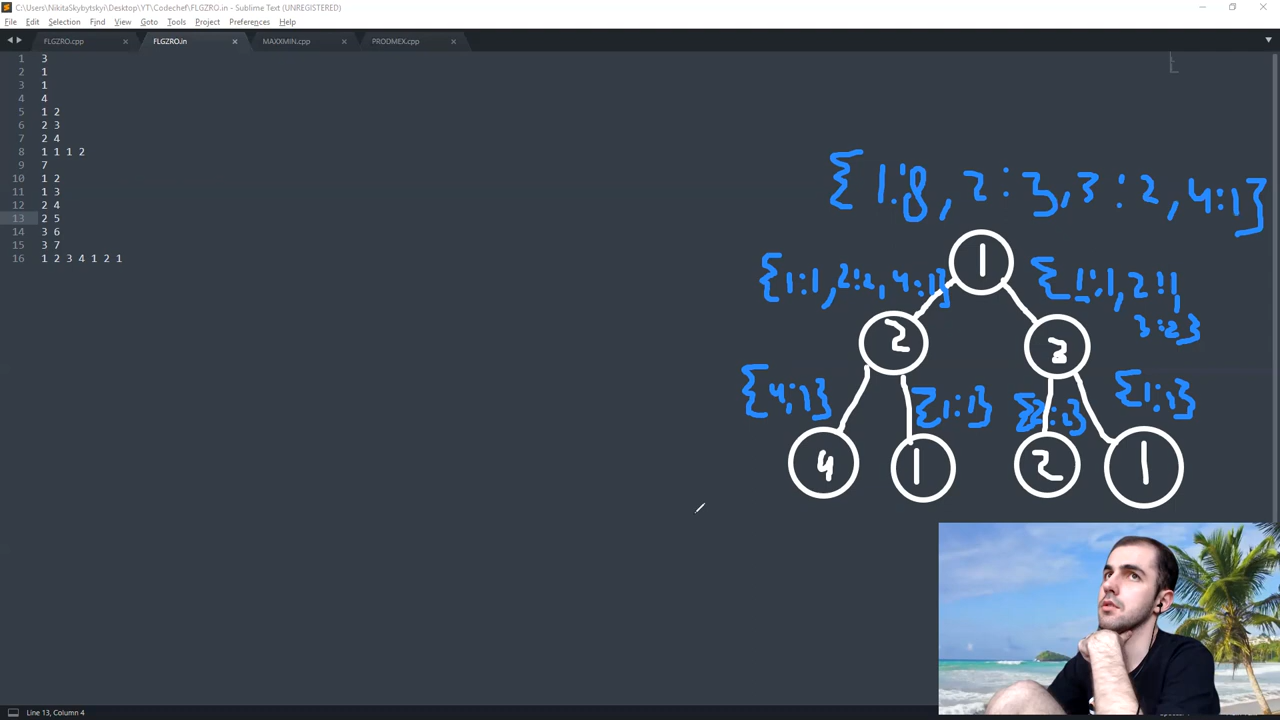 C:\Users\NikitaSkybytskyi\Desktop\YT\Codechef\FLGZRO.in - Sublime Text (UNREGISTERED)
File Edit Selection Find View Goto Tools Project Preferences Help
FLGZRO.cpp FLGZRO.in MAXXMIN.cpp PRODMEX.cpp
1 3
2 1
3 1
4 4
5 1 2
6 2 3
7 2 4
8 1 1 1 2
9 7
10 1 2
11 1 3
12 2 4
13 2 5
14 3 6
15 3 7
16 1 2 3 4 1 2 1
{1:8, 2:3, 3:2, 4:1}
1
{1:1, 2:2, 4:1}
{1:1, 2:1,
3:2}
2
{4:1}
{1:1}
{1:1}
4
1
2
1
Line 13, Column 4